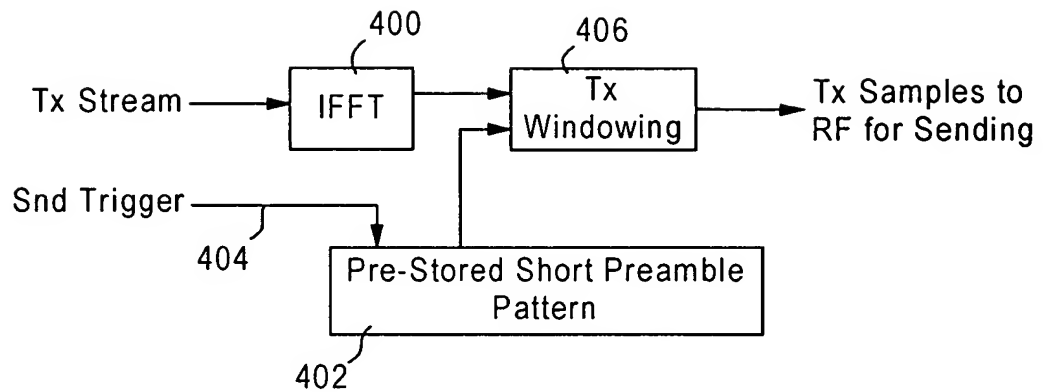 400
406
Tx Stream
IFFT
Tx
Windowing
Tx Samples to
RF for Sending
Snd Trigger
404
Pre-Stored Short Preamble
Pattern
402